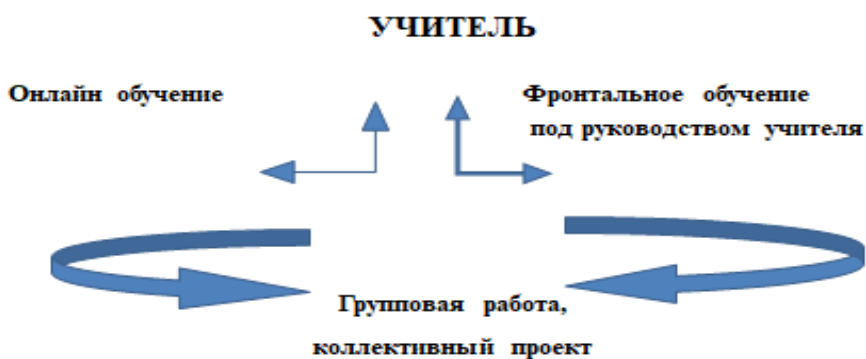 УЧИТЕЛЬ
Онлайн обучение
Фронтальное обучение
под руководством учителя
Групповая работа,
коллективный проект